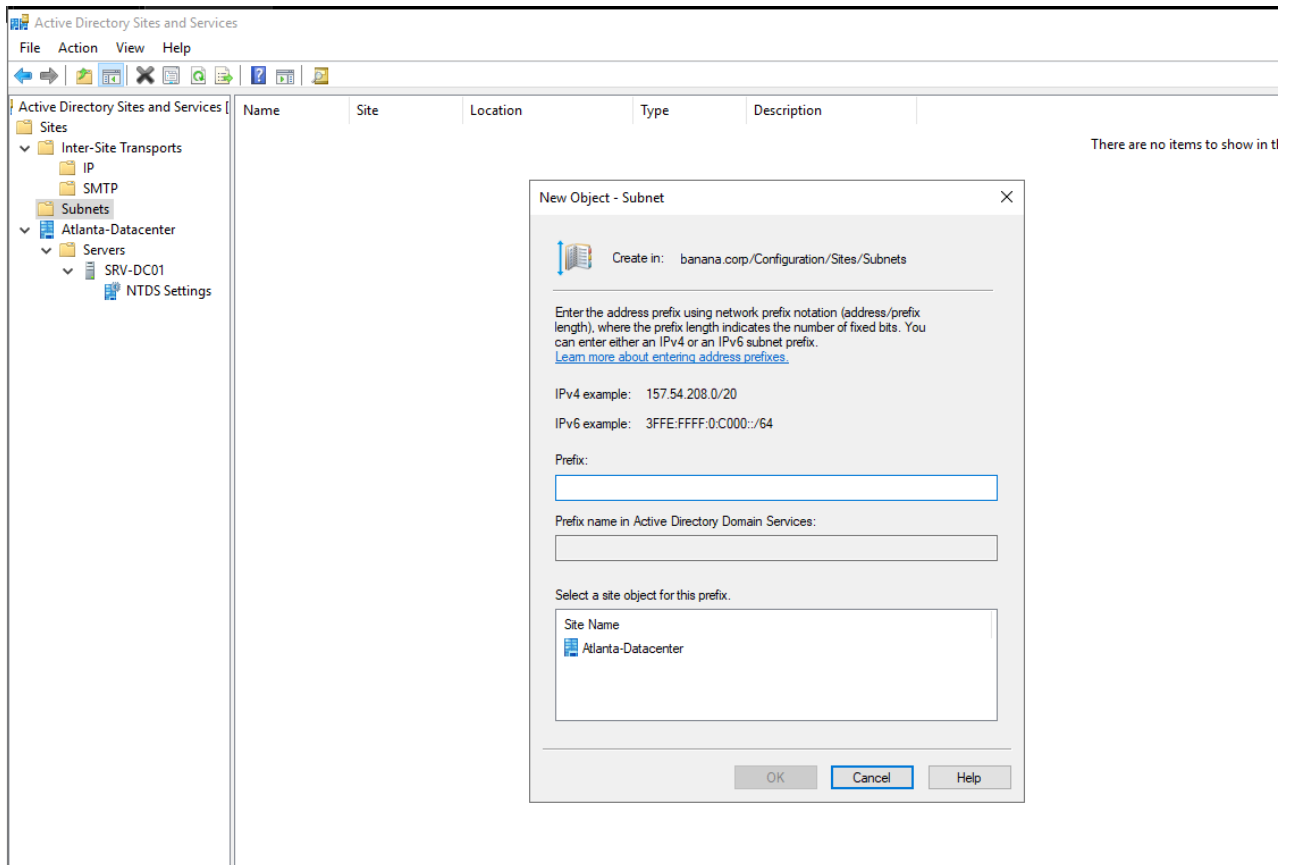 Active Directory Sites and Services
File Action View Help
Active Directory Sites and Services [
Name Site Location Type Description
Sites
There are no items to show in t
Inter-Site Transports
IP
SMTP
Subnets
Atlanta-Datacenter
Servers
SRV-DC01
NTDS Settings
New Object - Subnet
Create in: banana.corp/Configuration/Sites/Subnets
Enter the address prefix using network prefix notation (address/prefix
length), where the prefix length indicates the number of fixed bits. You
can enter either an IPv4 or an IPv6 subnet prefix.
Learn more about entering address prefixes.
IPv4 example: 157.54.208.0/20
IPv6 example: 3FFE:FFFF:0:C000::/64
Prefix:
Prefix name in Active Directory Domain Services:
Select a site object for this prefix.
Site Name
Atlanta-Datacenter
OK Cancel Help